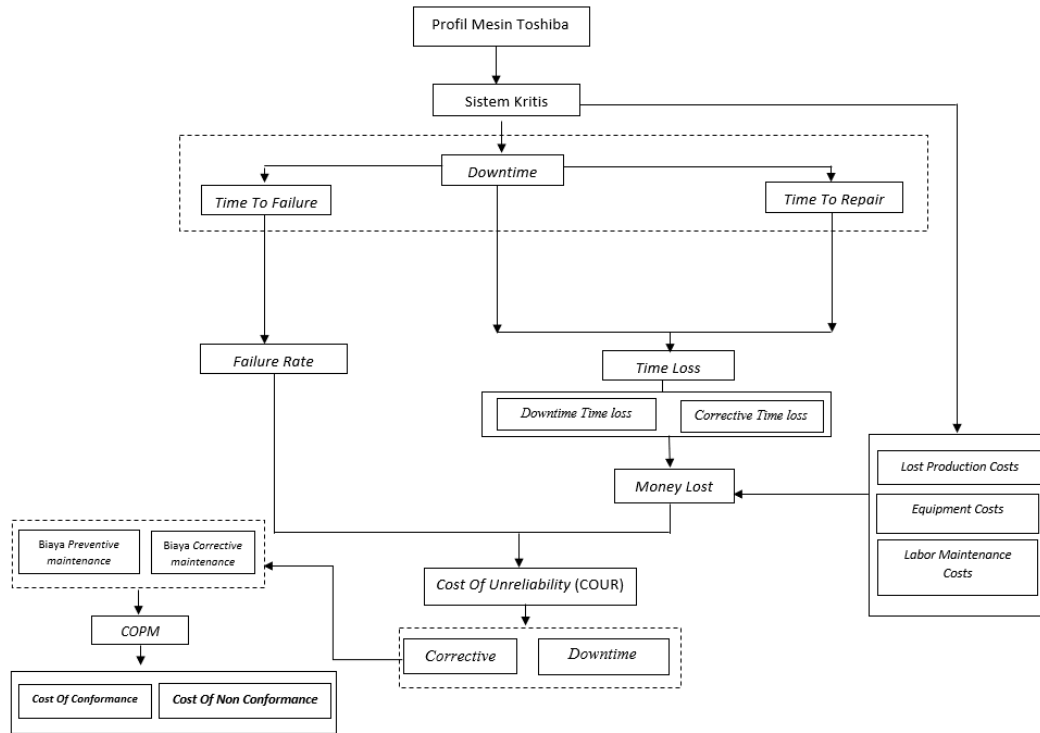 Profil Mesin Toshiba
Sistem Kritis
Downtime
Time To Failure
Time To Repair
Failure Rate
Time Loss
Downtime Time loss
Corrective Time loss
Lost Production Costs
Money Lost
Equipment Costs
Biaya Preventive
maintenance
Biaya Corrective
maintenance
Labor Maintenance
Costs
Cost Of Unreliability (COUR)
COPM
Corrective
Downtime
Cost Of Conformance
Cost Of Non Conformance